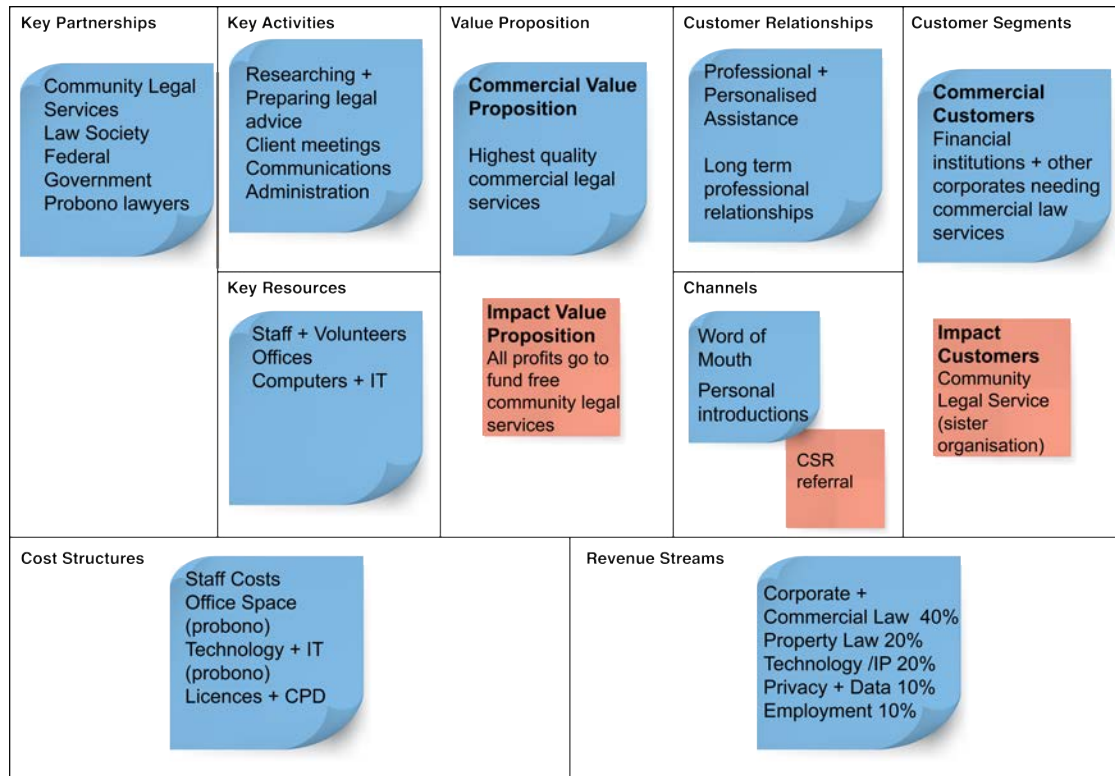 Key Partnerships
Community Legal
Services
Law Society
Federal
Government
Probono lawyers
Key Activities
Researching +
Preparing legal
advice
Client meetings
Communications
Administration
Key Resources
Staff + Volunteers
Offices
Computers + IT
Value Proposition
Commercial Value
Proposition
Highest quality
commercial legal
services
Impact Value
Proposition
All profits go to
fund free
community legal
services
Customer Relationships
Professional +
Personalised
Assistance
Long term
professional
relationships
Channels
Word of
Mouth
Personal
introductions
CSR
referral
Customer Segments
Commercial
Customers
Financial
institutions + other
corporates needing
commercial law
services
Impact
Customers
Community
Legal Service
(sister
organisation)
Cost Structures
Staff Costs
Office Space
(probono)
Technology + IT
(probono)
Licences + CPD
Revenue Streams
Corporate +
Commercial Law 40%
Property Law 20%
Technology /IP 20%
Privacy + Data 10%
Employment 10%